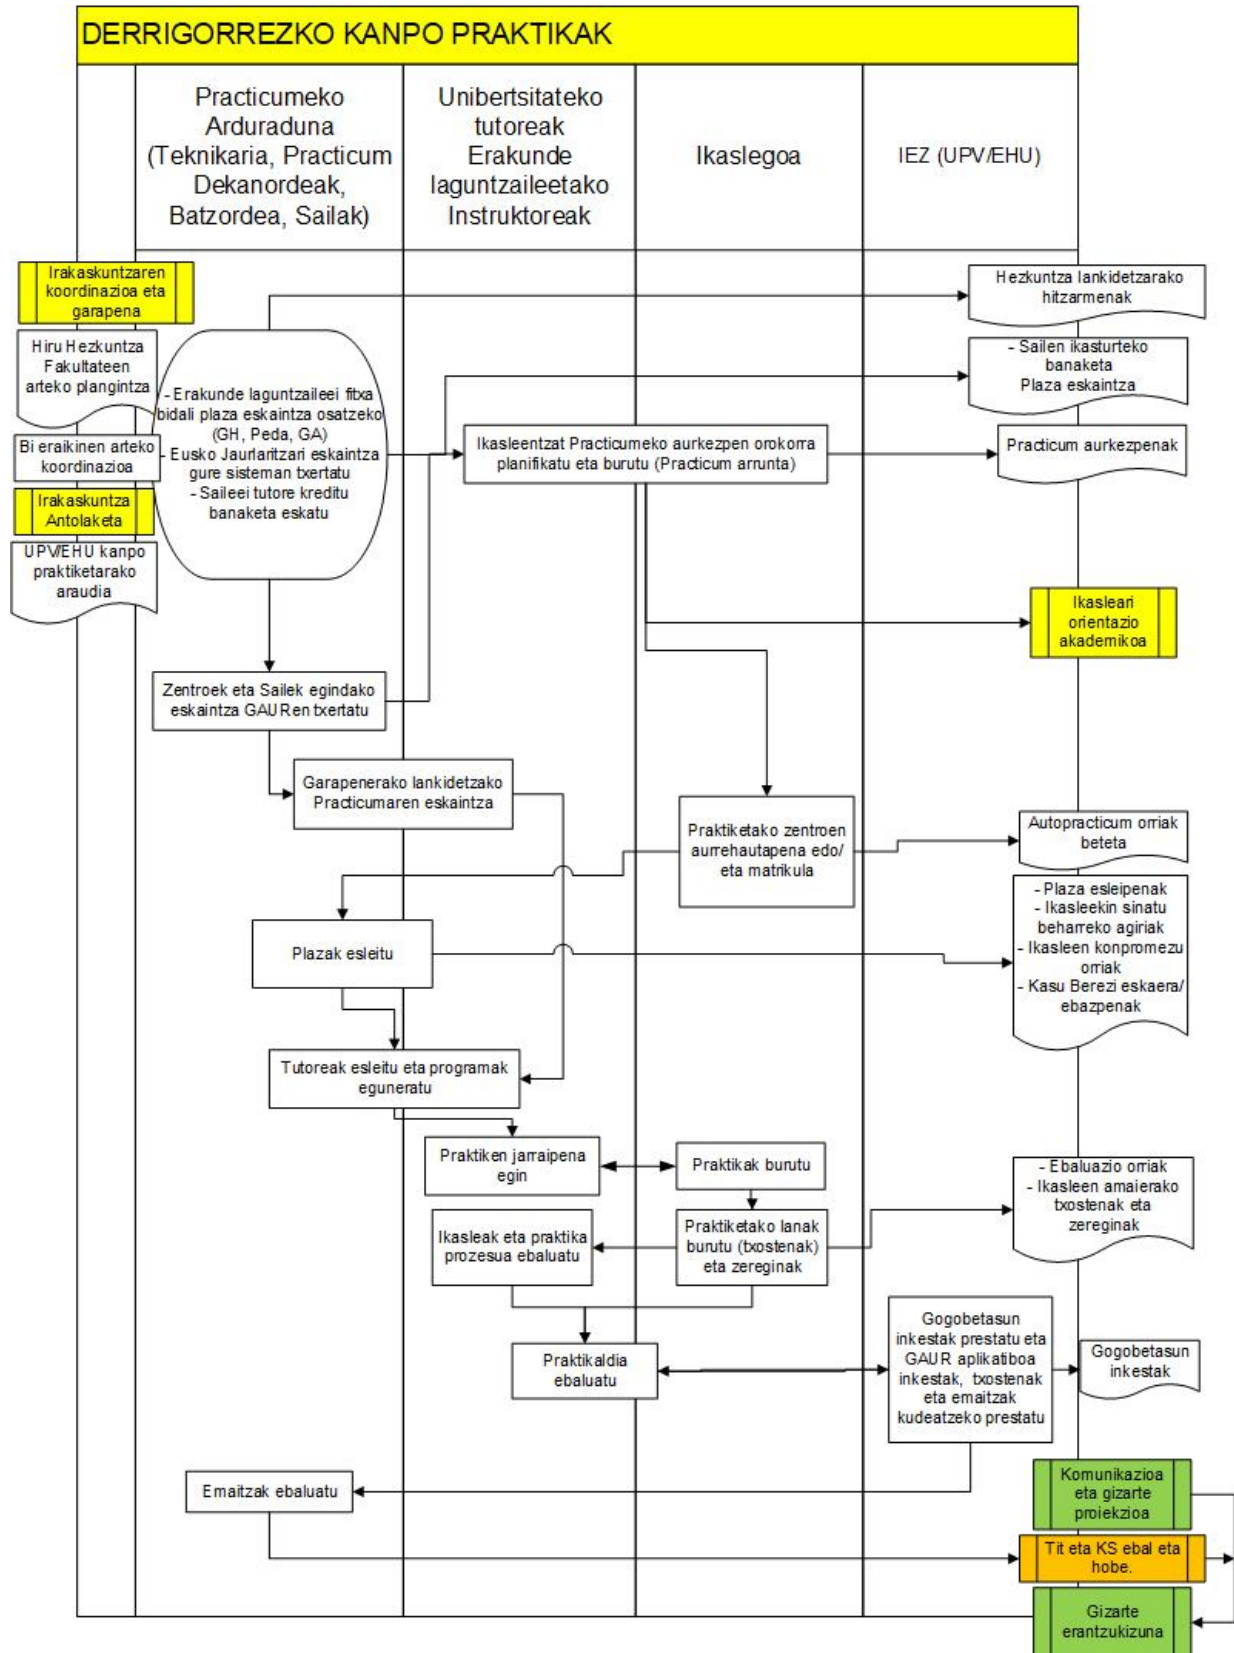 DERRIGORREZKO KANPO PRAKTIKAK
Practicumeko
Arduraduna
(Teknikaria, Practicum
Dekanordeak,
Batzordea, Sailak)
Unibertsitateko
tutoreak
Erakunde
laguntzaileetako
Instruktoreak
Ikaslegoa
IEZ (UPV/EHU)
Irakaskuntzaren
koordinazioa eta
garapena
Hiru Hezkuntza
Fakultateen
arteko plangintza
Bi eraikinen arteko
koordinazioa
Irakaskuntza
Antolaketa
UPV/EHU kanpo
praktiketarako
araudia
- Erakunde laguntzaileei fitxa
bidali plaza eskaintza osatzeko
(GH, Peda, GA)
- Eusko Jaurlaritzari eskaintza
gure sisteman txertatu
- Saileei tutore kreditu
banaketa eskatu
Hezkuntza lankidetzarako
hitzarmenak
- Sailen ikasturteko
banaketa
Plaza eskaintza
Ikasleentzat Practicumeko aurkezpen orokorra
planifikatu eta burutu (Practicum arrunta)
Practicum aurkezpenak
Ikasleari
orientazio
akademikoa
Zentroek eta Sailek egindako
eskaintza GAURen txertatu
Garapenerako lankidetzako
Practicumaren eskaintza
Praktiketako zentroen
aurrehautapena edo/
eta matrikula
Autopracticum orriak
beteta
Plazak esleitu
- Plaza esleipenak
- Ikasleekin sinatu
beharreko agiriak
- Ikasleen konpromezu
orriak
- Kasu Berezi eskaera/
ebazpenak
Tutoreak esleitu eta programak
eguneratu
Praktiken jarraipena
egin
Praktikak burutu
- Ebaluazio orriak
- Ikasleen amaierako
txostenak eta
zereginak
Ikasleak eta praktika
prozesua ebaluatu
Praktiketako lanak
burutu (txostenak)
eta zereginak
Praktikaldia
ebaluatu
Gogobetasun
inkestak prestatu eta
GAUR aplikatiboa
inkestak, txostenak
eta emaitzak
kudeatzeko prestatu
Gogobetasun
inkestak
Emaitzak ebaluatu
Komunikazioa
eta gizarte
proiekzioa
Tit eta KS ebal eta
hobe.
Gizarte
erantzukizuna